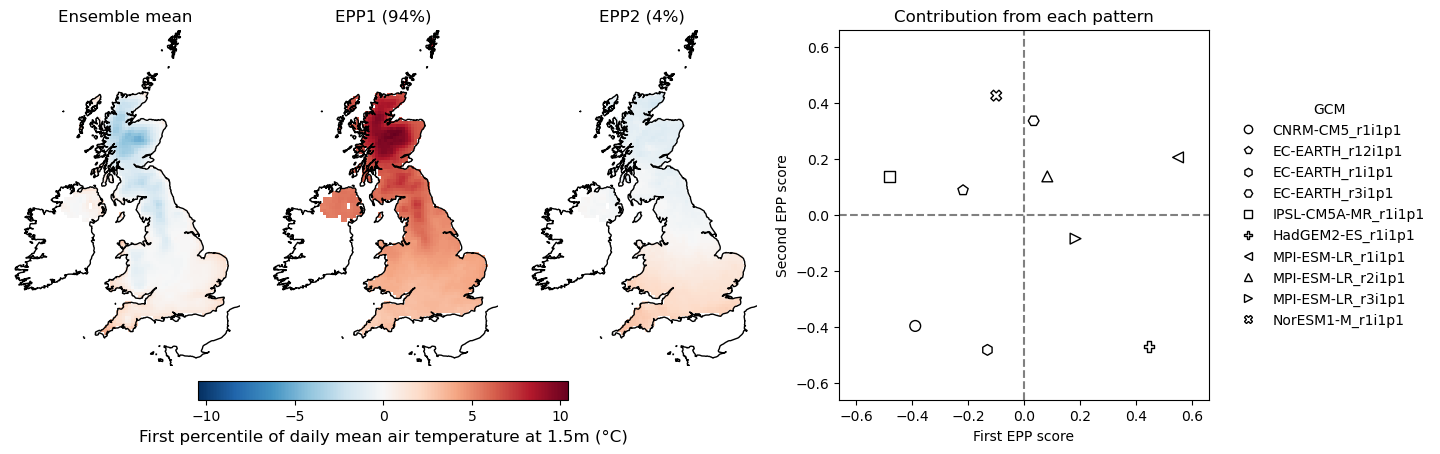 Ensemble mean
EPP1 (94%)
EPP2 (4%)
Contribution from each pattern
−10
−5
0
5
10
First percentile of daily mean air temperature at 1.5m (°C)
Second EPP score
0.6
0.4
0.2
0.0
−0.2
−0.4
−0.6
−0.6
−0.4
−0.2
0.0
0.2
0.4
0.6
First EPP score
GCM
CNRM-CM5_r1i1p1
EC-EARTH_r12i1p1
EC-EARTH_r1i1p1
EC-EARTH_r3i1p1
IPSL-CM5A-MR_r1i1p1
HadGEM2-ES_r1i1p1
MPI-ESM-LR_r1i1p1
MPI-ESM-LR_r2i1p1
MPI-ESM-LR_r3i1p1
NorESM1-M_r1i1p1